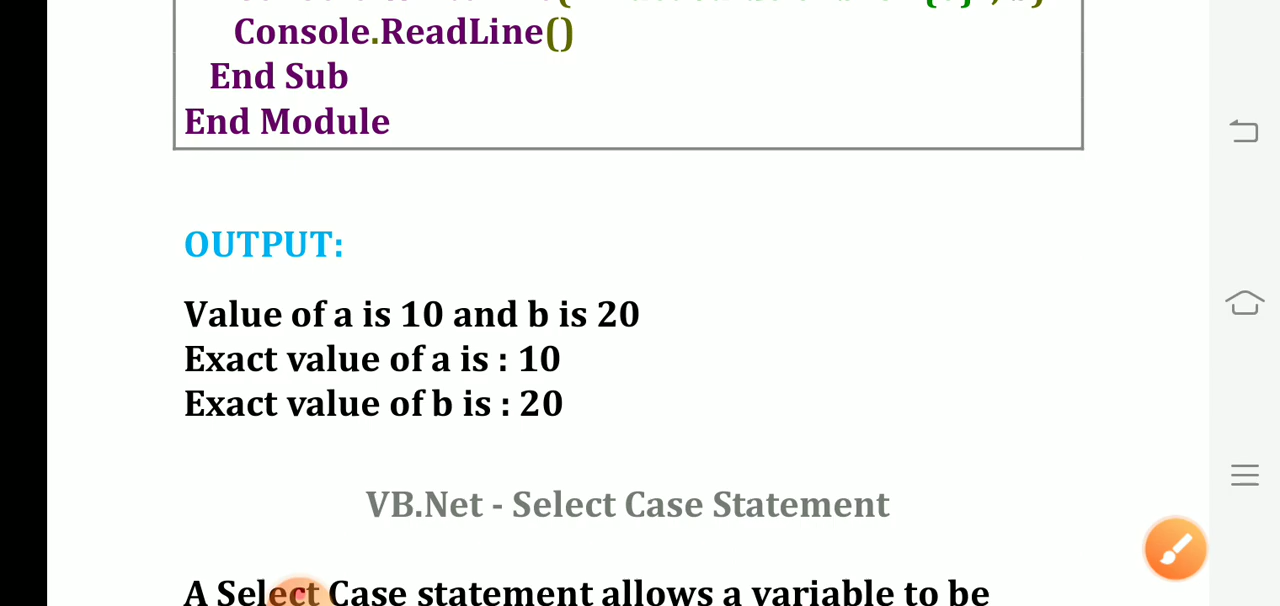 Console.ReadLine()
End Sub
End Module
OUTPUT:
Value of a is 10 and b is 20
Exact value of a is : 10
Exact value of b is : 20
VB.Net - Select Case Statement
A Select Case statement allows a variable to be